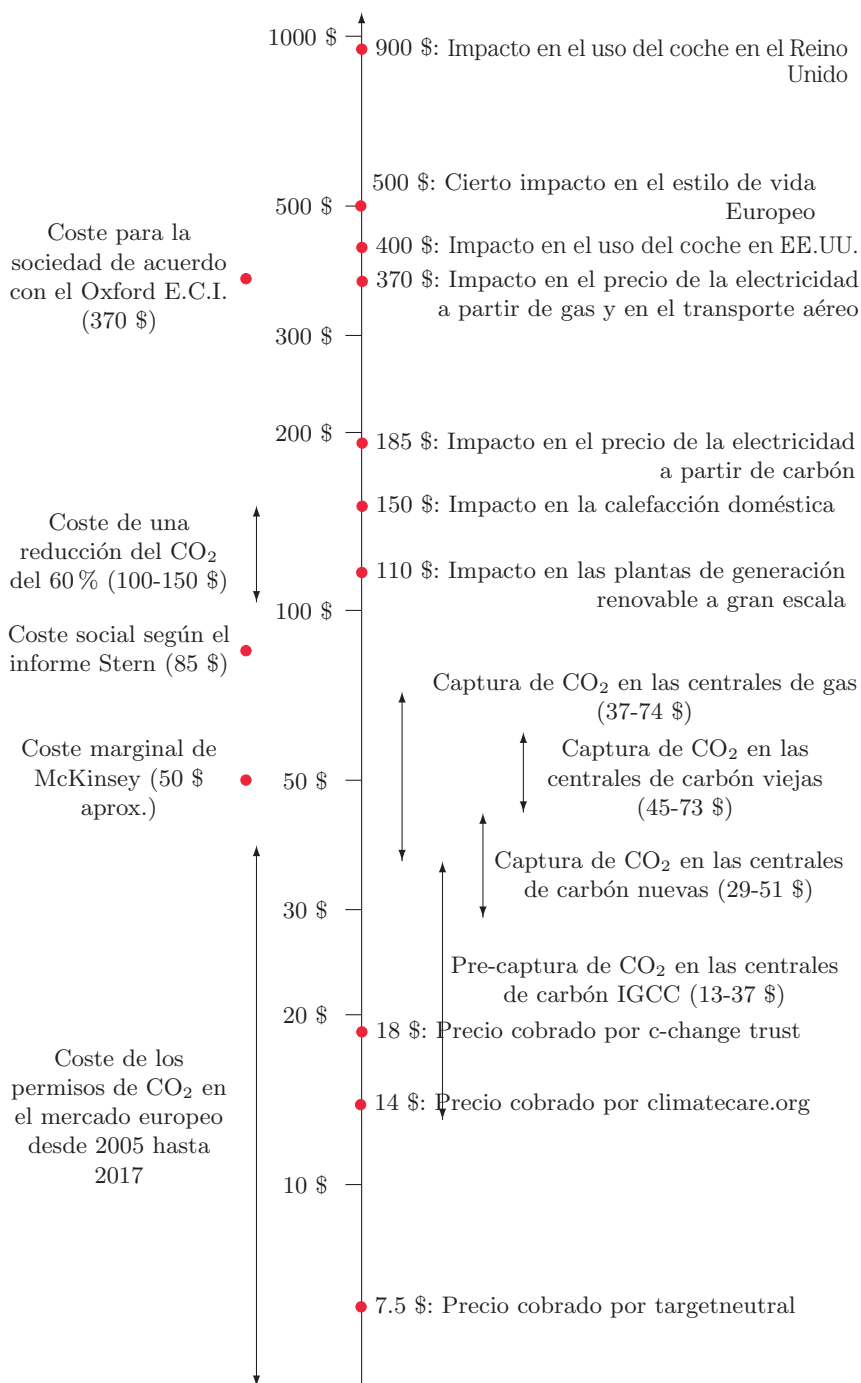 1000 $
900 $: Impacto en el uso del coche en el Reino
Unido
500 $: Cierto impacto en el estilo de vida
Europeo
500 $
400 $: Impacto en el uso del coche en EE.UU.
370 $: Impacto en el precio de la electricidad
a partir de gas y en el transporte aéreo
Coste para la
sociedad de acuerdo
con el Oxford E.C.I.
(370 $)
300 $
200 $
185 $: Impacto en el precio de la electricidad
a partir de carbón
150 $: Impacto en la calefacción doméstica
Coste de una
reducción del CO₂
del 60 % (100-150 $)
110 $: Impacto en las plantas de generación
renovable a gran escala
100 $
Coste social según el
informe Stern (85 $)
Captura de CO₂ en las centrales de gas
(37-74 $)
Coste marginal de
McKinsey (50 $
aprox.)
50 $
Captura de CO₂ en las
centrales de carbón viejas
(45-73 $)
Captura de CO₂ en las centrales
de carbón nuevas (29-51 $)
30 $
Pre-captura de CO₂ en las centrales
de carbón IGCC (13-37 $)
20 $
18 $: Precio cobrado por c-change trust
Coste de los
permisos de CO₂ en
el mercado europeo
desde 2005 hasta
2017
14 $: Precio cobrado por climatecare.org
10 $
7.5 $: Precio cobrado por targetneutral